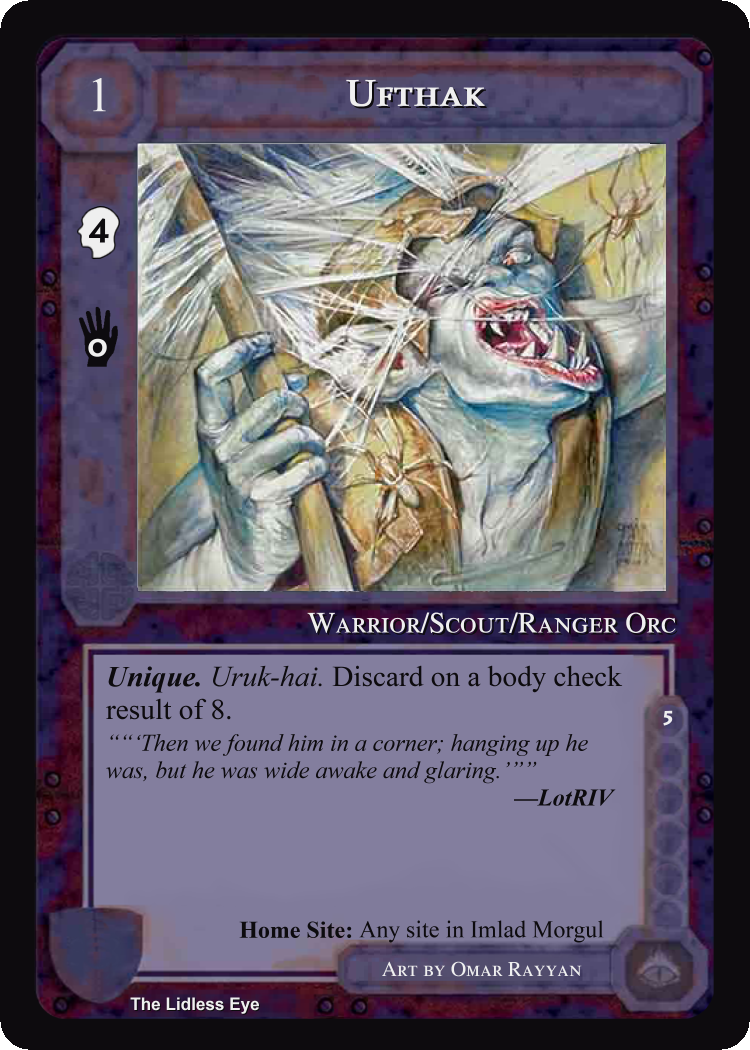 1
UFTHAK
4
0
WARRIOR/SCOUT/RANGER ORC
Unique. Uruk-hai. Discard on a body check
result of 8.
5
““‘Then we found him in a corner; hanging up he
was, but he was wide awake and glaring.’””
—LotRIV
Home Site: Any site in Imlad Morgul
ART BY OMAR RAYYAN
The Lidless Eye